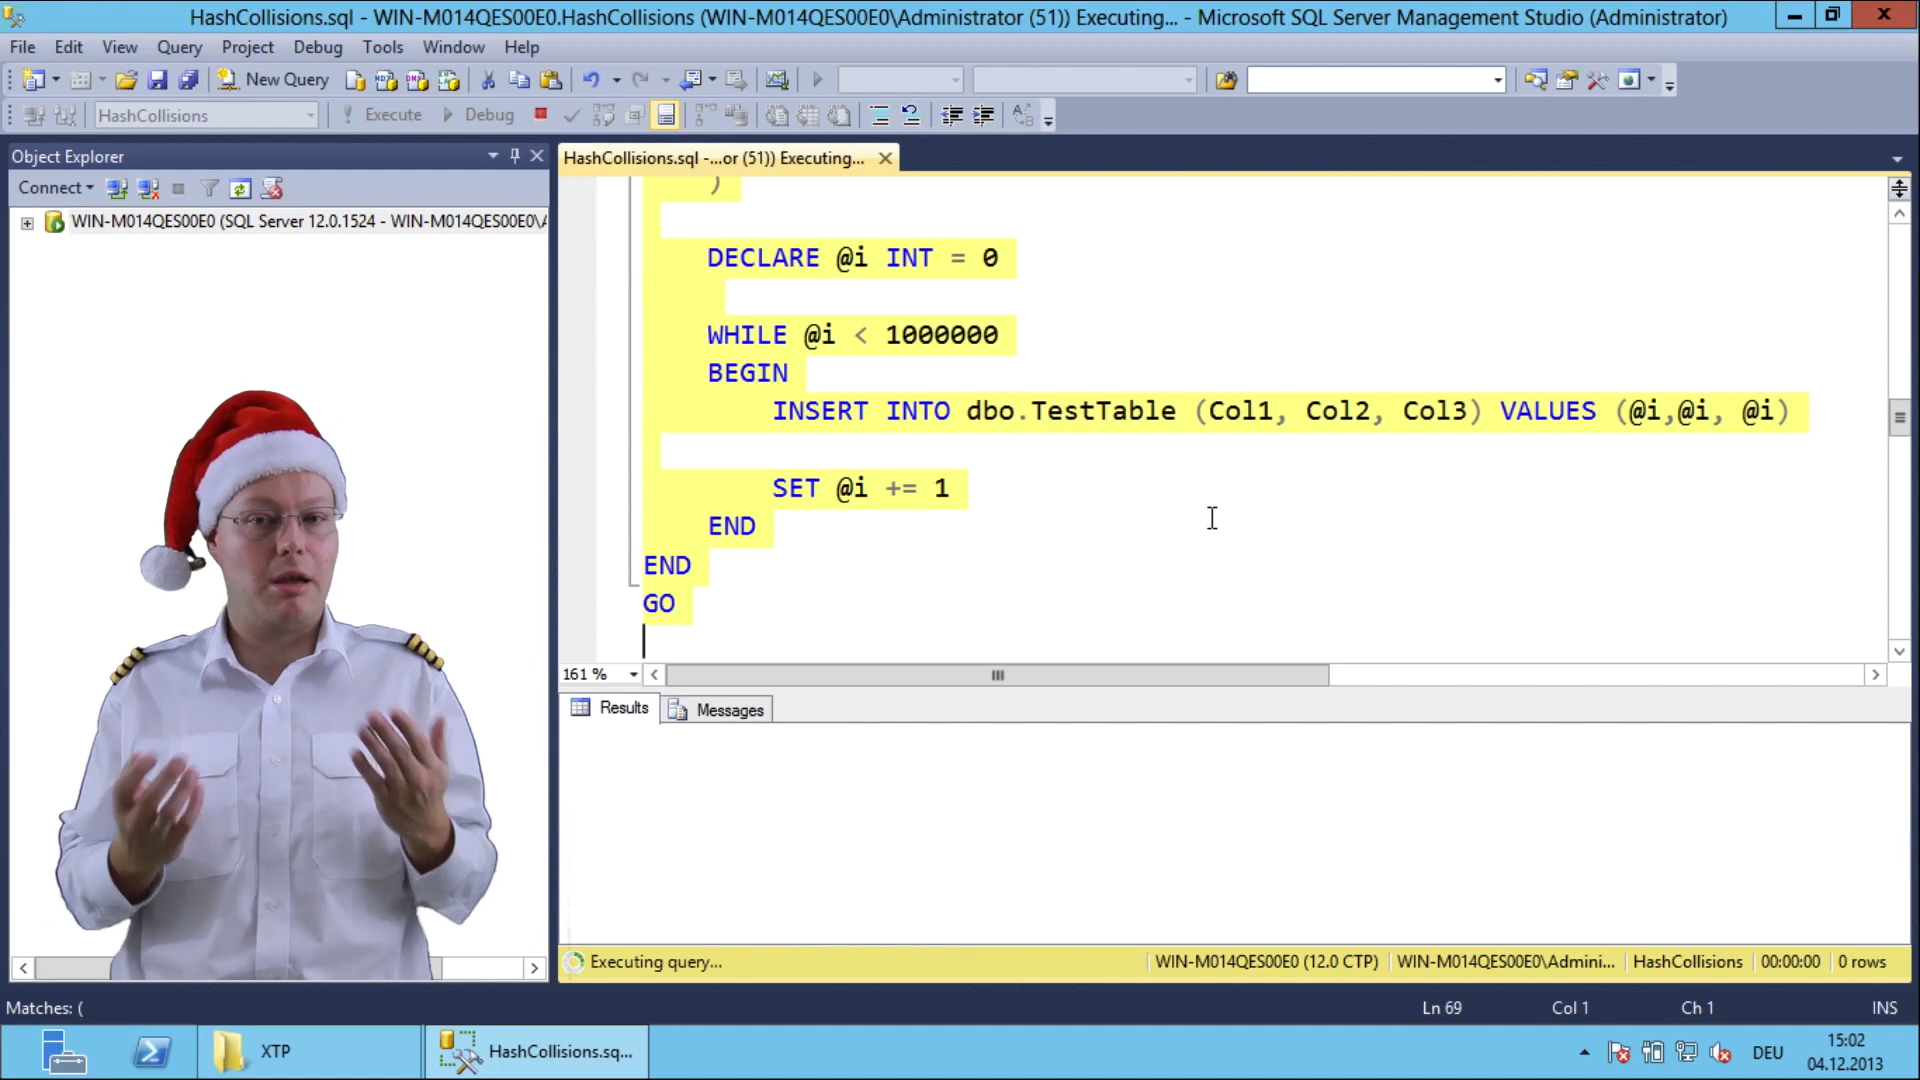 HashCollisions.sql - WIN-M014QES00E0.HashCollisions (WIN-M014QES00E0\Administrator (51)) Executing... - Microsoft SQL Server Management Studio (Administrator)
File Edit View Query Project Debug Tools Window Help
New Query
HashCollisions Execute Debug
Object Explorer
Connect
WIN-M014QES00E0 (SQL Server 12.0.1524 - WIN-M014QES00E0\A
HashCollisions.sql -...or (51)) Executing...
)
DECLARE @i INT = 0
WHILE @i < 1000000
BEGIN
INSERT INTO dbo.TestTable (Col1, Col2, Col3) VALUES (@i,@i, @i)
SET @i += 1
END
END
GO
161 %
Results Messages
Executing query... WIN-M014QES00E0 (12.0 CTP) WIN-M014QES00E0\Admini... HashCollisions 00:00:00 0 rows
Matches: ( Ln 69 Col 1 Ch 1 INS
XTP HashCollisions.sq... DEU 15:02
04.12.2013